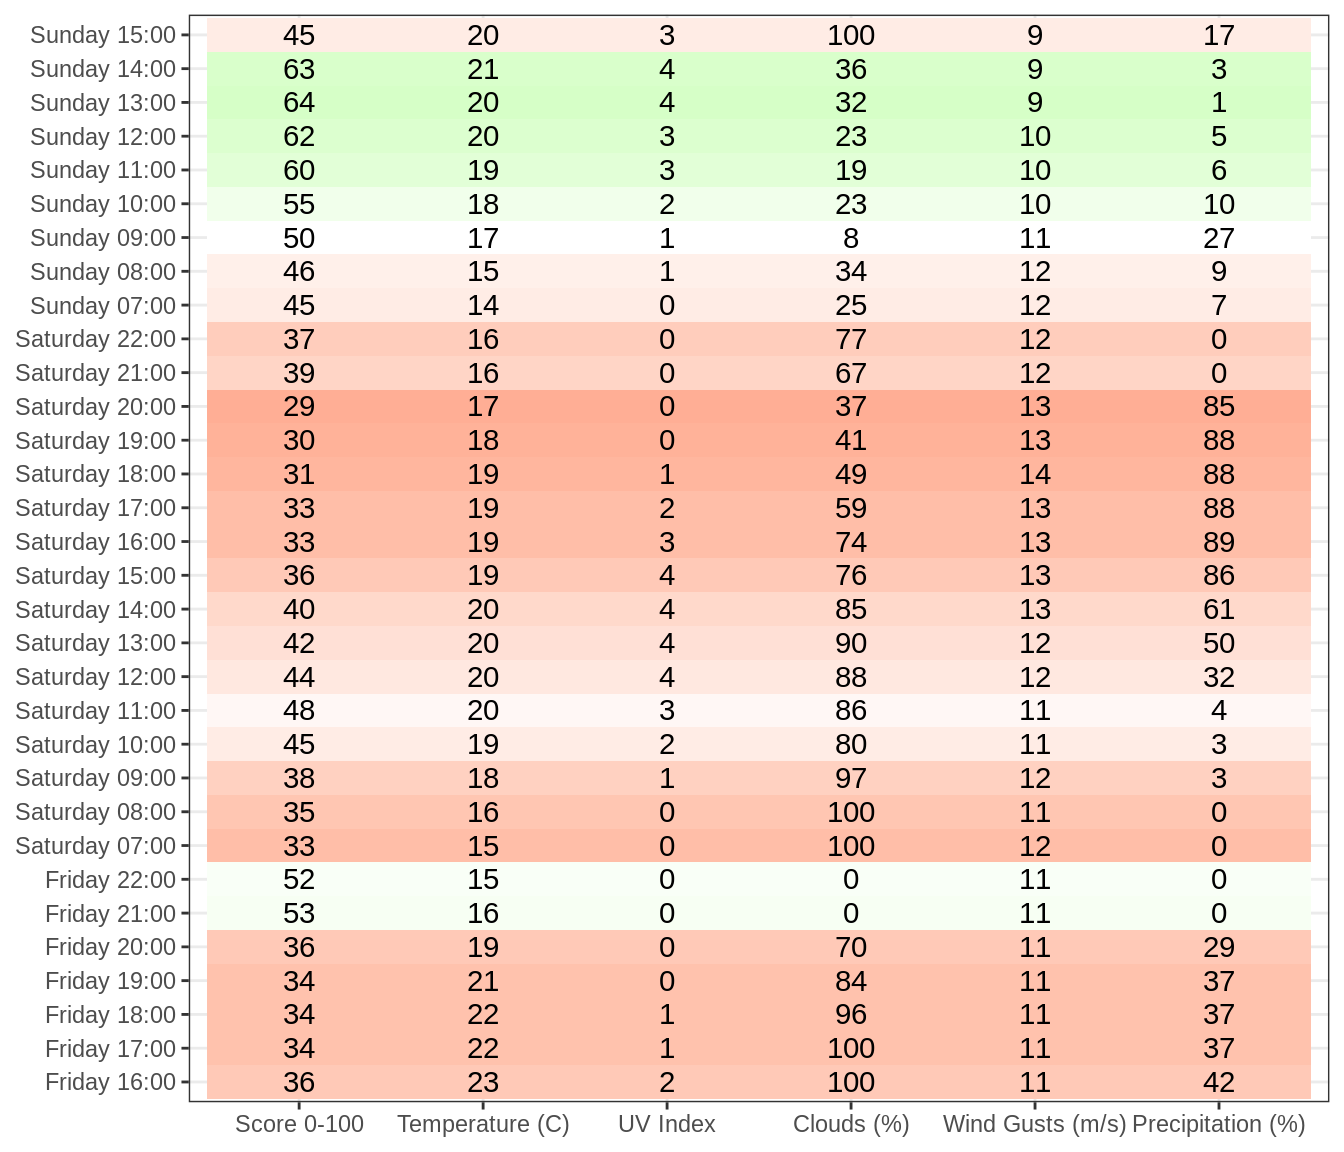 Sunday 15:00 45 20 3 100 9 17
Sunday 14:00 63 21 4 36 9 3
Sunday 13:00 64 20 4 32 9 1
Sunday 12:00 62 20 3 23 10 5
Sunday 11:00 60 19 3 19 10 6
Sunday 10:00 55 18 2 23 10 10
Sunday 09:00 50 17 1 8 11 27
Sunday 08:00 46 15 1 34 12 9
Sunday 07:00 45 14 0 25 12 7
Saturday 22:00 37 16 0 77 12 0
Saturday 21:00 39 16 0 67 12 0
Saturday 20:00 29 17 0 37 13 85
Saturday 19:00 30 18 0 41 13 88
Saturday 18:00 31 19 1 49 14 88
Saturday 17:00 33 19 2 59 13 88
Saturday 16:00 33 19 3 74 13 89
Saturday 15:00 36 19 4 76 13 86
Saturday 14:00 40 20 4 85 13 61
Saturday 13:00 42 20 4 90 12 50
Saturday 12:00 44 20 4 88 12 32
Saturday 11:00 48 20 3 86 11 4
Saturday 10:00 45 19 2 80 11 3
Saturday 09:00 38 18 1 97 12 3
Saturday 08:00 35 16 0 100 11 0
Saturday 07:00 33 15 0 100 12 0
Friday 22:00 52 15 0 0 11 0
Friday 21:00 53 16 0 0 11 0
Friday 20:00 36 19 0 70 11 29
Friday 19:00 34 21 0 84 11 37
Friday 18:00 34 22 1 96 11 37
Friday 17:00 34 22 1 100 11 37
Friday 16:00 36 23 2 100 11 42
Score 0-100 Temperature (C) UV Index Clouds (%) Wind Gusts (m/s) Precipitation (%)